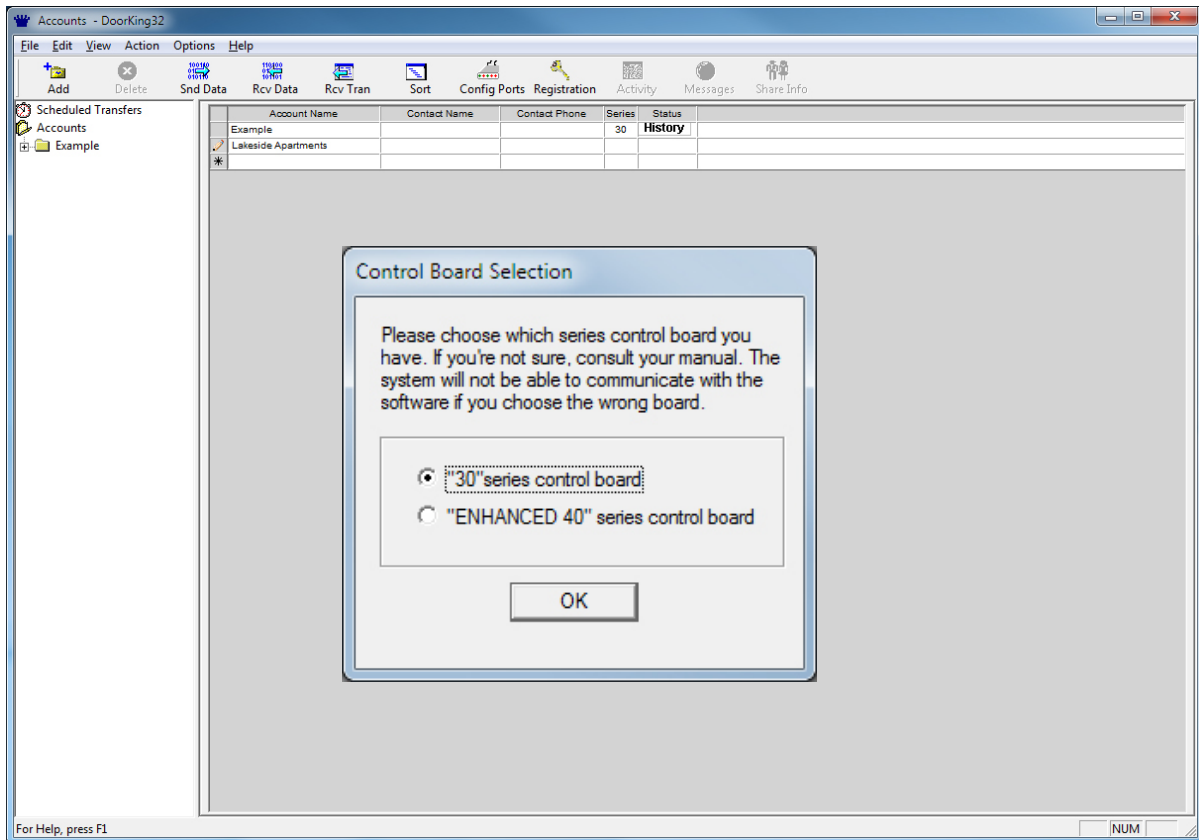 Accounts - DoorKing32
File Edit View Action Options Help
Add Delete Snd Data Rcv Data Rcv Tran Sort Config Ports Registration Activity Messages Share Info
Scheduled Transfers
Accounts
Example
Account Name Contact Name Contact Phone Series Status
Example 30 History
Lakeside Apartments
*
Control Board Selection
Please choose which series control board you
have. If you're not sure, consult your manual. The
system will not be able to communicate with the
software if you choose the wrong board.
"30"series control board
"ENHANCED 40" series control board
OK
For Help, press F1
NUM